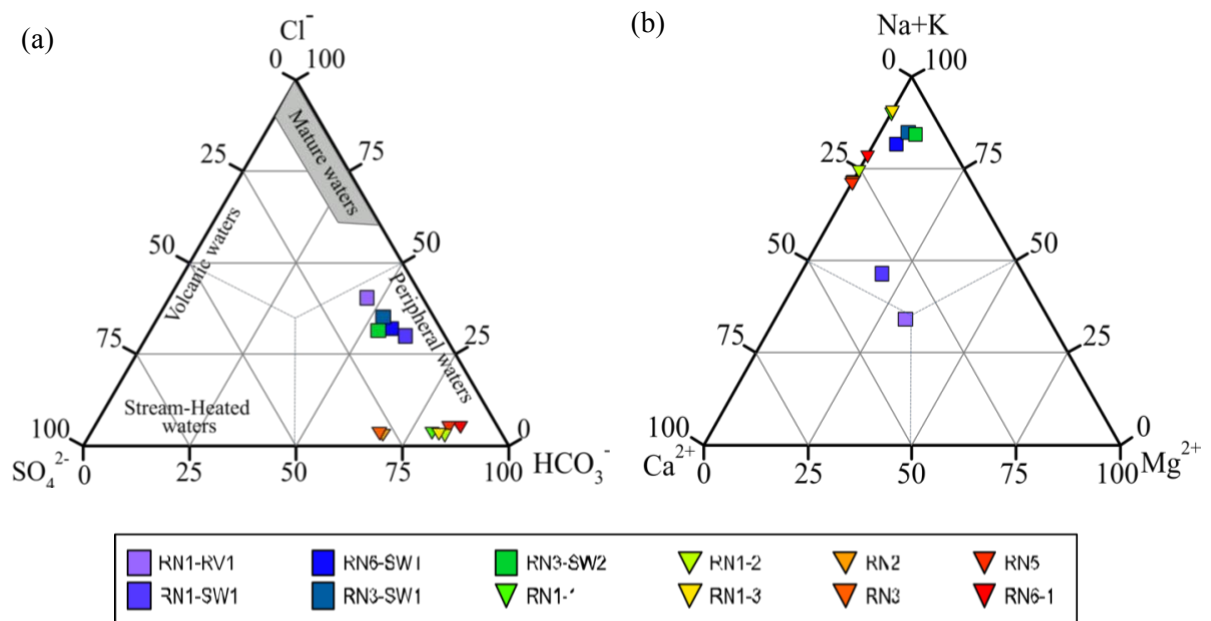 (a)
Cl⁻
0 100
Mature waters
25 75
Volcanic waters
50 50
Peripheral waters
75 25
Stream-Heated
waters
100 0
SO₄²⁻ 0 25 50 75 100 HCO₃⁻
(b)
Na+K
0 100
25 75
50 50
75 25
100 0
Ca²⁺ 0 25 50 75 100 Mg²⁺
RN1-RV1 RN6-SW1 RN3-SW2 RN1-2 RN2 RN5
RN1-SW1 RN3-SW1 RN1-1 RN1-3 RN3 RN6-1